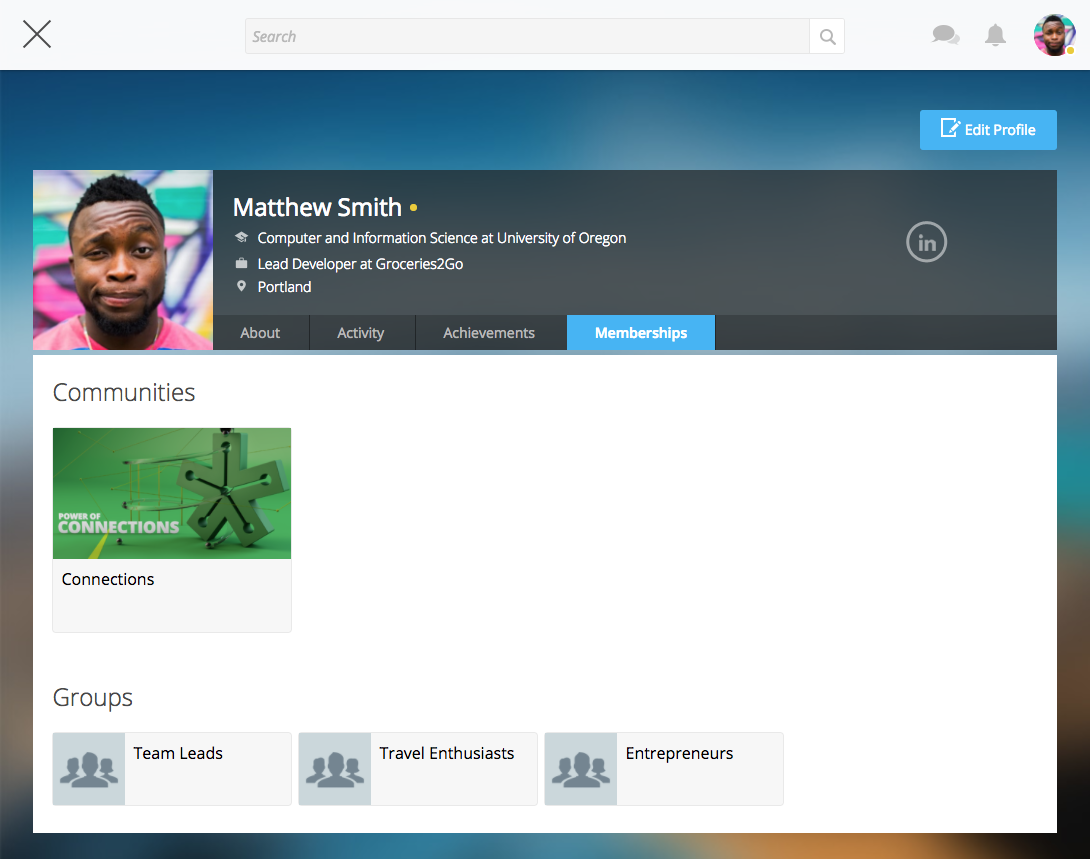 Search
Edit Profile
Matthew Smith
Computer and Information Science at University of Oregon
Lead Developer at Groceries2Go
Portland
in
About
Activity
Achievements
Memberships
Communities
POWER OF
CONNECTIONS
Connections
Groups
Team Leads
Travel Enthusiasts
Entrepreneurs